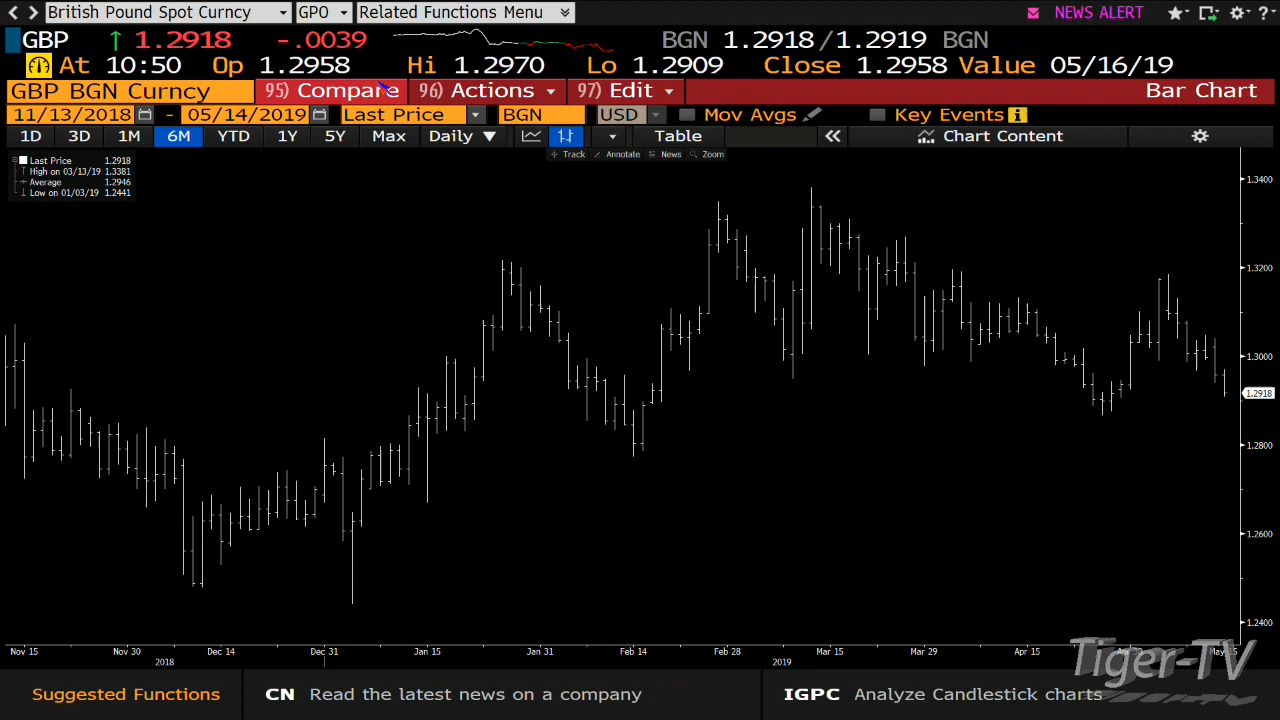 British Pound Spot Curncy GPO Related Functions Menu NEWS ALERT ?
GBP ↑ 1.2918 -.0039 BGN 1.2918/1.2919 BGN
At 10:50 Op 1.2958 Hi 1.2970 Lo 1.2909 Close 1.2958 Value 05/16/19
GBP BGN Curncy 95) Compare 96) Actions 97) Edit Bar Chart
11/13/2018 - 05/14/2019 Last Price BGN USD Mov Avgs Key Events i
1D 3D 1M 6M YTD 1Y 5Y Max Daily ▼ Table « Chart Content
Track Annotate News Zoom
Last Price 1.2918
High on 03/13/19 1.3381
Average 1.2946
Low on 01/03/19 1.2441
1.3400
1.3200
1.3000
1.2918
1.2800
1.2600
1.2400
Nov 15 Nov 30 Dec 14 Dec 31 Jan 15 Jan 31 Feb 14 Feb 28 Mar 15 Mar 29 Apr 15 Apr 30 May 15
2018 2019
Tiger-TV
Suggested Functions CN Read the latest news on a company IGPC Analyze Candlestick charts